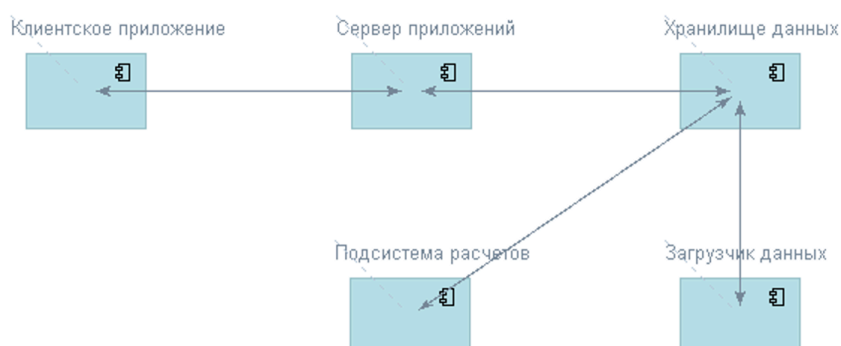 Клиентское приложение
Сервер приложений
Хранилище данных
Подсистема расчетов
Загрузчик данных